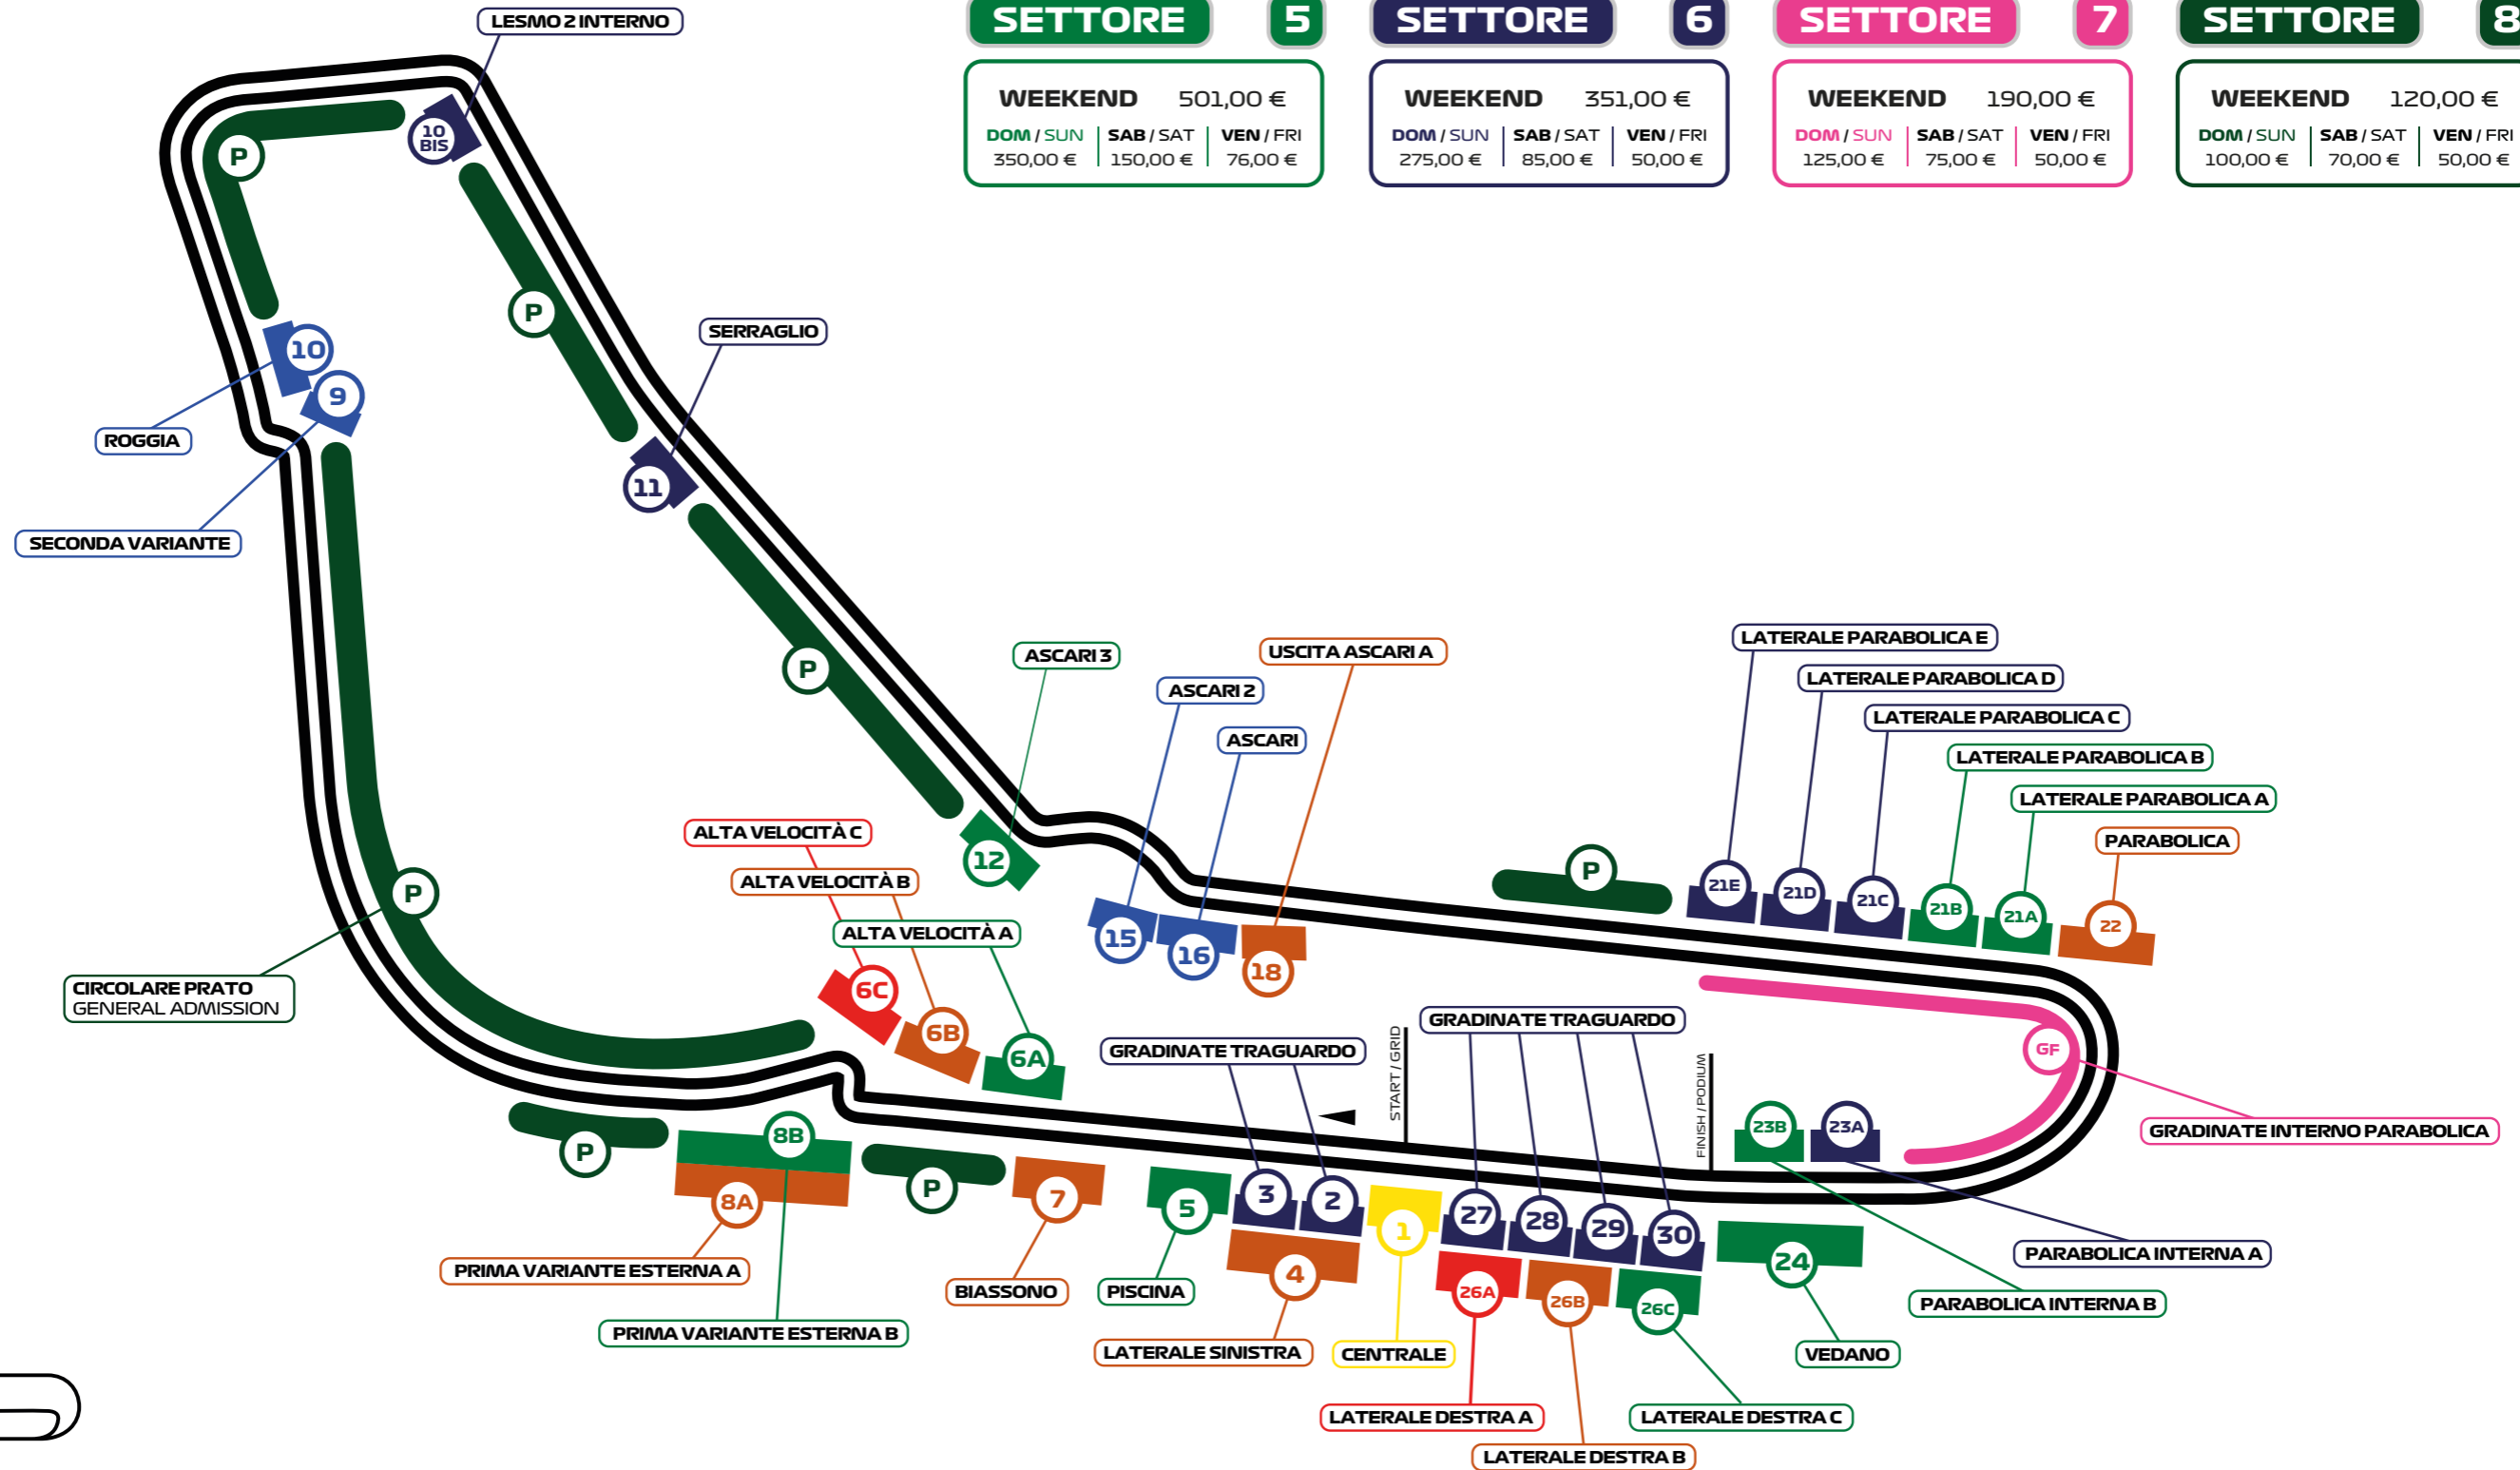 LESMO 2 INTERNO
SETTORE 5
SETTORE 6
SETTORE 7
SETTORE 8
WEEKEND 501,00 €
DOM / SUN SAB / SAT VEN / FRI
350,00 € 150,00 € 76,00 €
WEEKEND 351,00 €
DOM / SUN SAB / SAT VEN / FRI
275,00 € 85,00 € 50,00 €
WEEKEND 190,00 €
DOM / SUN SAB / SAT VEN / FRI
125,00 € 75,00 € 50,00 €
WEEKEND 120,00 €
DOM / SUN SAB / SAT VEN / FRI
100,00 € 70,00 € 50,00 €
10
BIS
P
P
SERRAGLIO
10
9
ROGGIA
11
SECONDA VARIANTE
P
ASCARI 3
USCITA ASCARI A
ASCARI 2
ASCARI
LATERALE PARABOLICA E
LATERALE PARABOLICA D
LATERALE PARABOLICA C
LATERALE PARABOLICA B
LATERALE PARABOLICA A
PARABOLICA
ALTA VELOCITÀ C
ALTA VELOCITÀ B
ALTA VELOCITÀ A
12
P
P
21E
21D
21C
21B
21A
22
15
16
18
CIRCOLARE PRATO
GENERAL ADMISSION
6C
6B
6A
GRADINATE TRAGUARDO
START / GRID
GRADINATE TRAGUARDO
FINISH / PODIUM
GF
GRADINATE INTERNO PARABOLICA
23B
23A
P
8B
8A
P
7
5
3
2
1
27
28
29
30
24
4
26A
26B
26C
PRIMA VARIANTE ESTERNA A
BIASSONO
PISCINA
PARABOLICA INTERNA A
PARABOLICA INTERNA B
PRIMA VARIANTE ESTERNA B
LATERALE SINISTRA
CENTRALE
VEDANO
LATERALE DESTRA A
LATERALE DESTRA C
LATERALE DESTRA B